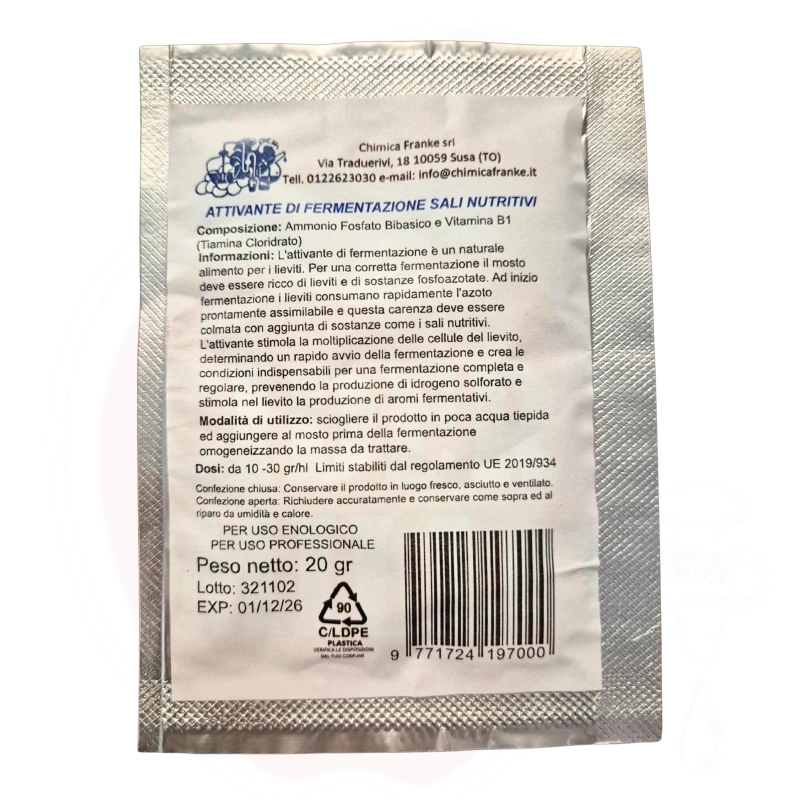 Chimica Franke srl
Via Traduerivi, 18 10059 Susa (TO)
Tell. 0122623030 e-mail: info@chimicafranke.it
ATTIVANTE DI FERMENTAZIONE SALI NUTRITIVI
Composizione: Ammonio Fosfato Bibasico e Vitamina B1
(Tiamina Cloridrato)
Informazioni: L'attivante di fermentazione è un naturale
alimento per i lieviti. Per una corretta fermentazione il mosto
deve essere ricco di lieviti e di sostanze fosfoazotate. Ad inizio
fermentazione i lieviti consumano rapidamente l'azoto
prontamente assimilabile e questa carenza deve essere
colmata con aggiunta di sostanze come i sali nutritivi.
L'attivante stimola la moltiplicazione delle cellule del lievito,
determinando un rapido avvio della fermentazione e crea le
condizioni indispensabili per una fermentazione completa e
regolare, prevenendo la produzione di idrogeno solforato e
stimola nel lievito la produzione di aromi fermentativi.
Modalità di utilizzo: sciogliere il prodotto in poca acqua tiepida
ed aggiungere al mosto prima della fermentazione
omogeneizzando la massa da trattare.
Dosi: da 10 -30 gr/hl Limiti stabiliti dal regolamento UE 2019/934
Confezione chiusa: Conservare il prodotto in luogo fresco, asciutto e ventilato.
Confezione aperta: Richiudere accuratamente e conservare come sopra ed al
riparo da umidità e calore.
PER USO ENOLOGICO
PER USO PROFESSIONALE
Peso netto: 20 gr
Lotto: 321102
EXP: 01/12/26
90
C/LDPE
PLASTICA
VERIFICA LE DISPOSIZIONI
DEL TUO COMUNE
9 771724 197000